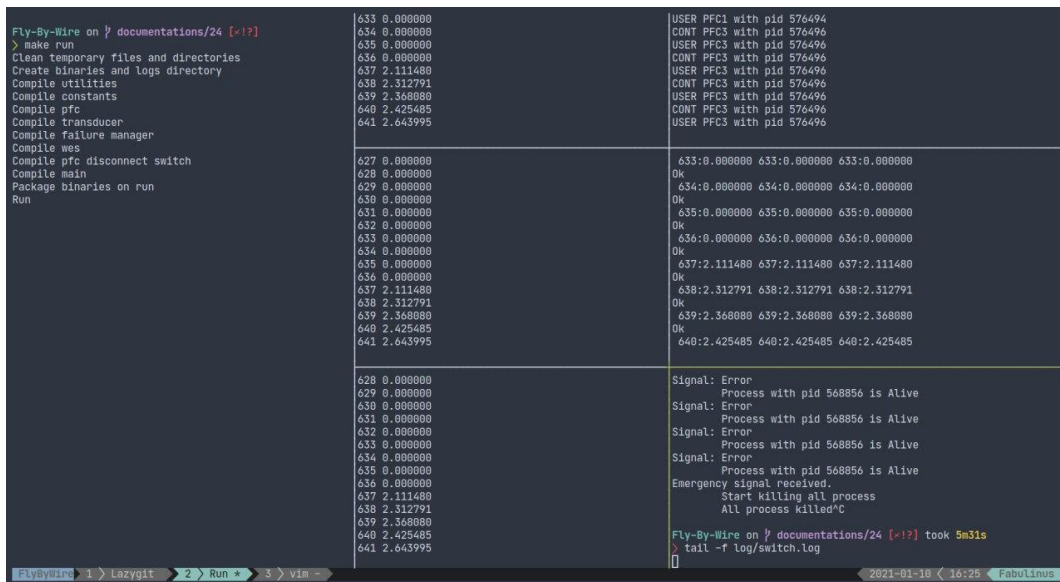 Fly-By-Wire on documentations/24 [×!?]
> make run
Clean temporary files and directories
Create binaries and logs directory
Compile utilities
Compile constants
Compile pfc
Compile transducer
Compile failure manager
Compile wes
Compile pfc disconnect switch
Compile main
Package binaries on run
Run
633 0.000000
634 0.000000
635 0.000000
636 0.000000
637 2.111480
638 2.312791
639 2.368080
640 2.425485
641 2.643995
627 0.000000
628 0.000000
629 0.000000
630 0.000000
631 0.000000
632 0.000000
633 0.000000
634 0.000000
635 0.000000
636 0.000000
637 2.111480
638 2.312791
639 2.368080
640 2.425485
641 2.643995
628 0.000000
629 0.000000
630 0.000000
631 0.000000
632 0.000000
633 0.000000
634 0.000000
635 0.000000
636 0.000000
637 2.111480
638 2.312791
639 2.368080
640 2.425485
641 2.643995
USER PFC1 with pid 576494
CONT PFC3 with pid 576496
USER PFC3 with pid 576496
CONT PFC3 with pid 576496
USER PFC3 with pid 576496
CONT PFC3 with pid 576496
USER PFC3 with pid 576496
CONT PFC3 with pid 576496
USER PFC3 with pid 576496
633:0.000000 633:0.000000 633:0.000000
Ok
634:0.000000 634:0.000000 634:0.000000
Ok
635:0.000000 635:0.000000 635:0.000000
Ok
636:0.000000 636:0.000000 636:0.000000
Ok
637:2.111480 637:2.111480 637:2.111480
Ok
638:2.312791 638:2.312791 638:2.312791
Ok
639:2.368080 639:2.368080 639:2.368080
Ok
640:2.425485 640:2.425485 640:2.425485
Signal: Error
Process with pid 568856 is Alive
Signal: Error
Process with pid 568856 is Alive
Signal: Error
Process with pid 568856 is Alive
Signal: Error
Process with pid 568856 is Alive
Emergency signal received.
Start killing all process
All process killed^C
Fly-By-Wire on documentations/24 [×!?] took 5m31s
> tail -f log/switch.log
FlyByWire 1 > Lazygit 2 > Run * 3 > vim - 2021-01-10 < 16:25 Fabulinus